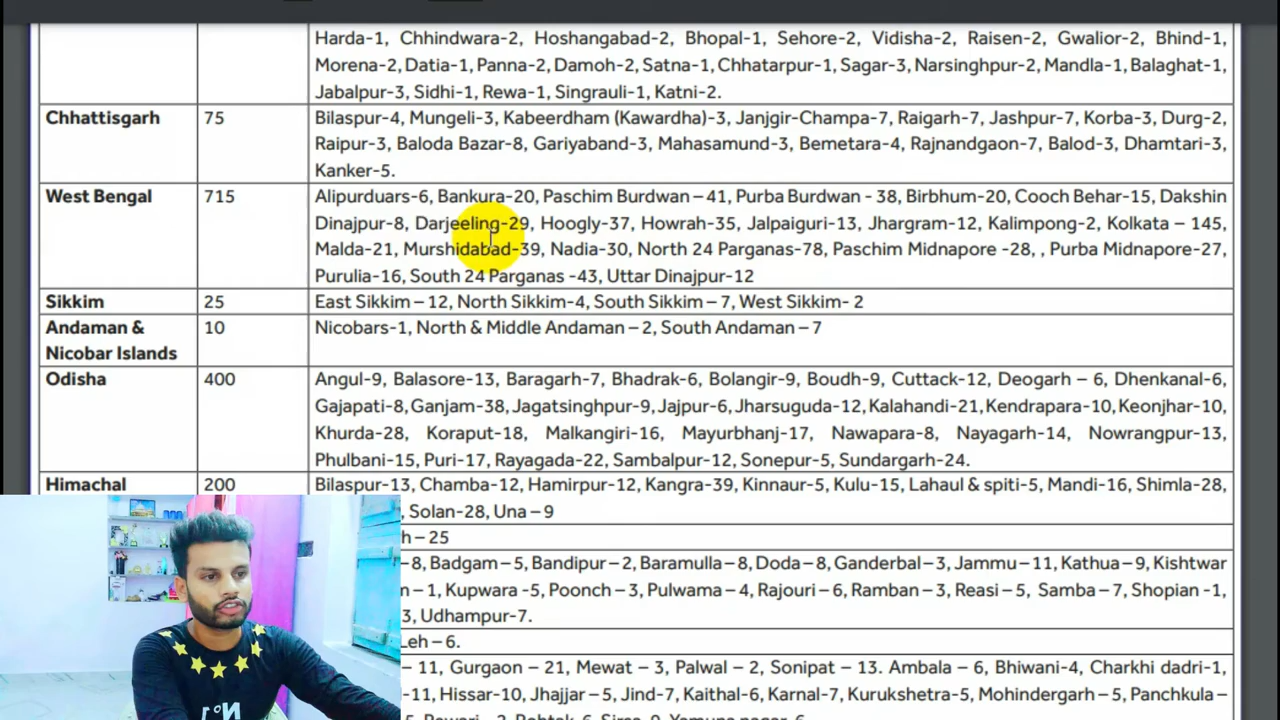 Harda-1, Chhindwara-2, Hoshangabad-2, Bhopal-1, Sehore-2, Vidisha-2, Raisen-2, Gwalior-2, Bhind-1,
Morena-2, Datia-1, Panna-2, Damoh-2, Satna-1, Chhatarpur-1, Sagar-3, Narsinghpur-2, Mandla-1, Balaghat-1,
Jabalpur-3, Sidhi-1, Rewa-1, Singrauli-1, Katni-2.
Chhattisgarh 75 Bilaspur-4, Mungeli-3, Kabeerdham (Kawardha)-3, Janjgir-Champa-7, Raigarh-7, Jashpur-7, Korba-3, Durg-2,
Raipur-3, Baloda Bazar-8, Gariyaband-3, Mahasamund-3, Bemetara-4, Rajnandgaon-7, Balod-3, Dhamtari-3,
Kanker-5.
West Bengal 715 Alipurduars-6, Bankura-20, Paschim Burdwan – 41, Purba Burdwan - 38, Birbhum-20, Cooch Behar-15, Dakshin
Dinajpur-8, Darjeeling-29, Hoogly-37, Howrah-35, Jalpaiguri-13, Jhargram-12, Kalimpong-2, Kolkata – 145,
Malda-21, Murshidabad-39, Nadia-30, North 24 Parganas-78, Paschim Midnapore -28, , Purba Midnapore-27,
Purulia-16, South 24 Parganas -43, Uttar Dinajpur-12
Sikkim 25 East Sikkim – 12, North Sikkim-4, South Sikkim – 7, West Sikkim- 2
Andaman & 10 Nicobars-1, North & Middle Andaman – 2, South Andaman – 7
Nicobar Islands
Odisha 400 Angul-9, Balasore-13, Baragarh-7, Bhadrak-6, Bolangir-9, Boudh-9, Cuttack-12, Deogarh – 6, Dhenkanal-6,
Gajapati-8, Ganjam-38, Jagatsinghpur-9, Jajpur-6, Jharsuguda-12, Kalahandi-21, Kendrapara-10, Keonjhar-10,
Khurda-28, Koraput-18, Malkangiri-16, Mayurbhanj-17, Nawapara-8, Nayagarh-14, Nowrangpur-13,
Phulbani-15, Puri-17, Rayagada-22, Sambalpur-12, Sonepur-5, Sundargarh-24.
Himachal 200 Bilaspur-13, Chamba-12, Hamirpur-12, Kangra-39, Kinnaur-5, Kulu-15, Lahaul & spiti-5, Mandi-16, Shimla-28,
, Solan-28, Una – 9
h – 25
– 8, Badgam – 5, Bandipur – 2, Baramulla – 8, Doda – 8, Ganderbal – 3, Jammu – 11, Kathua – 9, Kishtwar
n – 1, Kupwara -5, Poonch – 3, Pulwama – 4, Rajouri – 6, Ramban – 3, Reasi – 5, Samba – 7, Shopian -1,
3, Udhampur-7.
Leh – 6.
– 11, Gurgaon – 21, Mewat – 3, Palwal – 2, Sonipat – 13. Ambala – 6, Bhiwani-4, Charkhi dadri-1,
-11, Hissar-10, Jhajjar – 5, Jind-7, Kaithal-6, Karnal-7, Kurukshetra-5, Mohindergarh – 5, Panchkula –